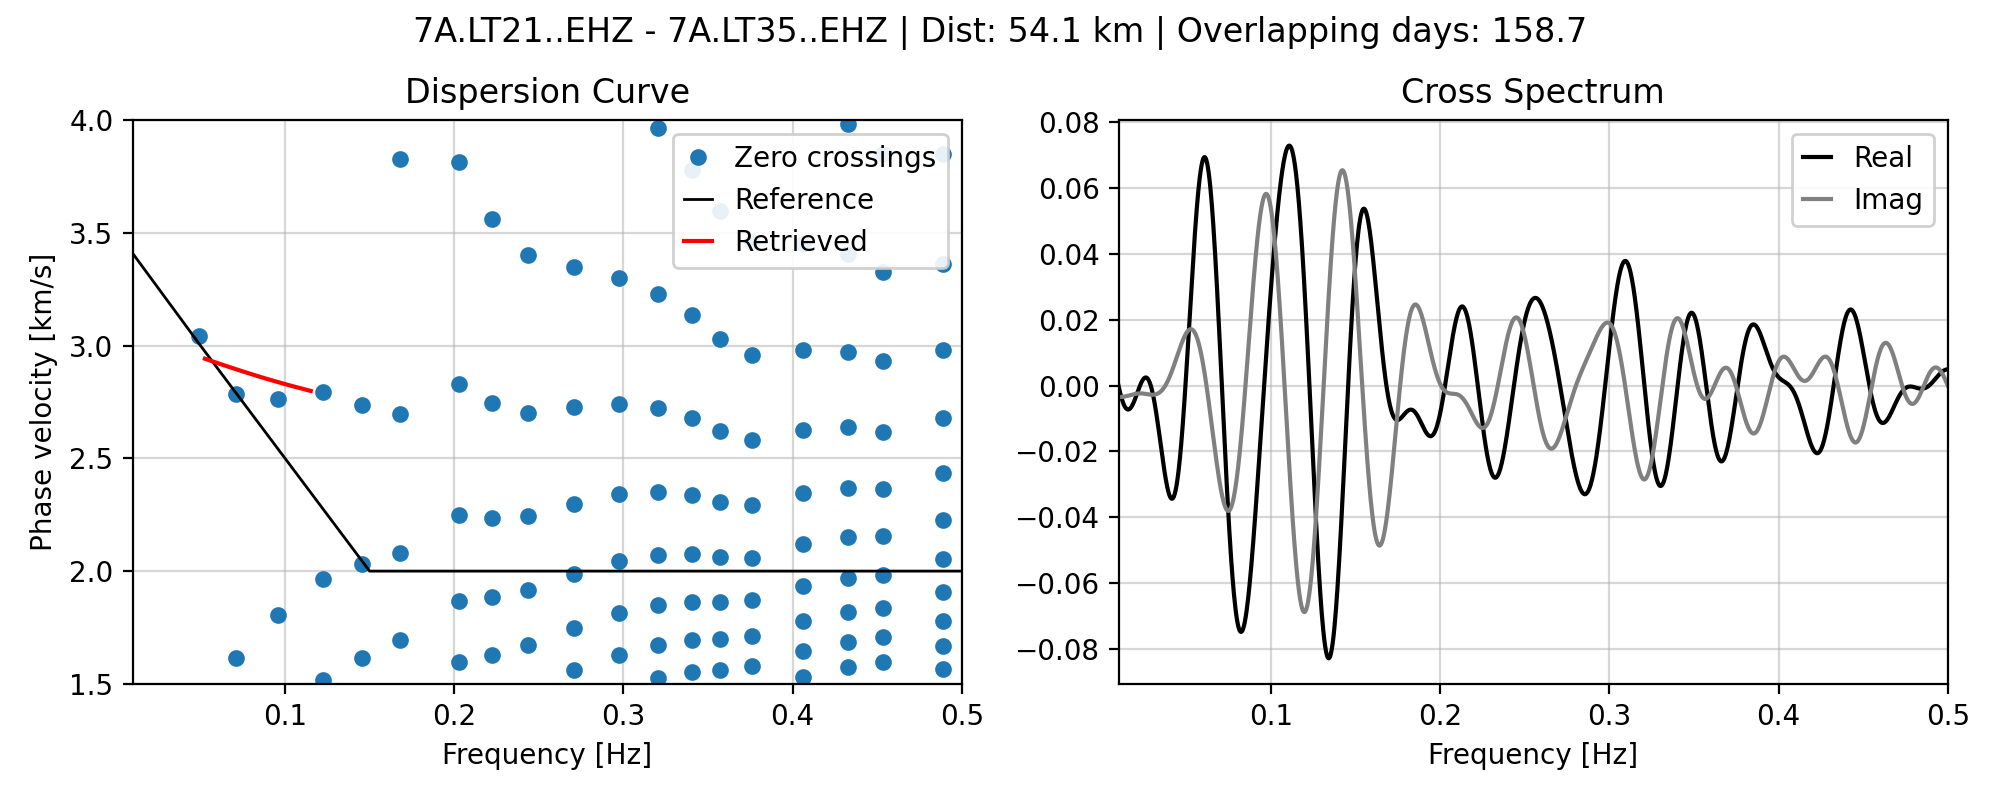 7A.LT21..EHZ - 7A.LT35..EHZ | Dist: 54.1 km | Overlapping days: 158.7
Dispersion Curve
4.0
3.5
3.0
2.5
2.0
1.5
Phase velocity [km/s]
0.1
0.2
0.3
0.4
0.5
Frequency [Hz]
Zero crossings
Reference
Retrieved
Cross Spectrum
0.08
0.06
0.04
0.02
0.00
−0.02
−0.04
−0.06
−0.08
0.1
0.2
0.3
0.4
0.5
Frequency [Hz]
Real
Imag